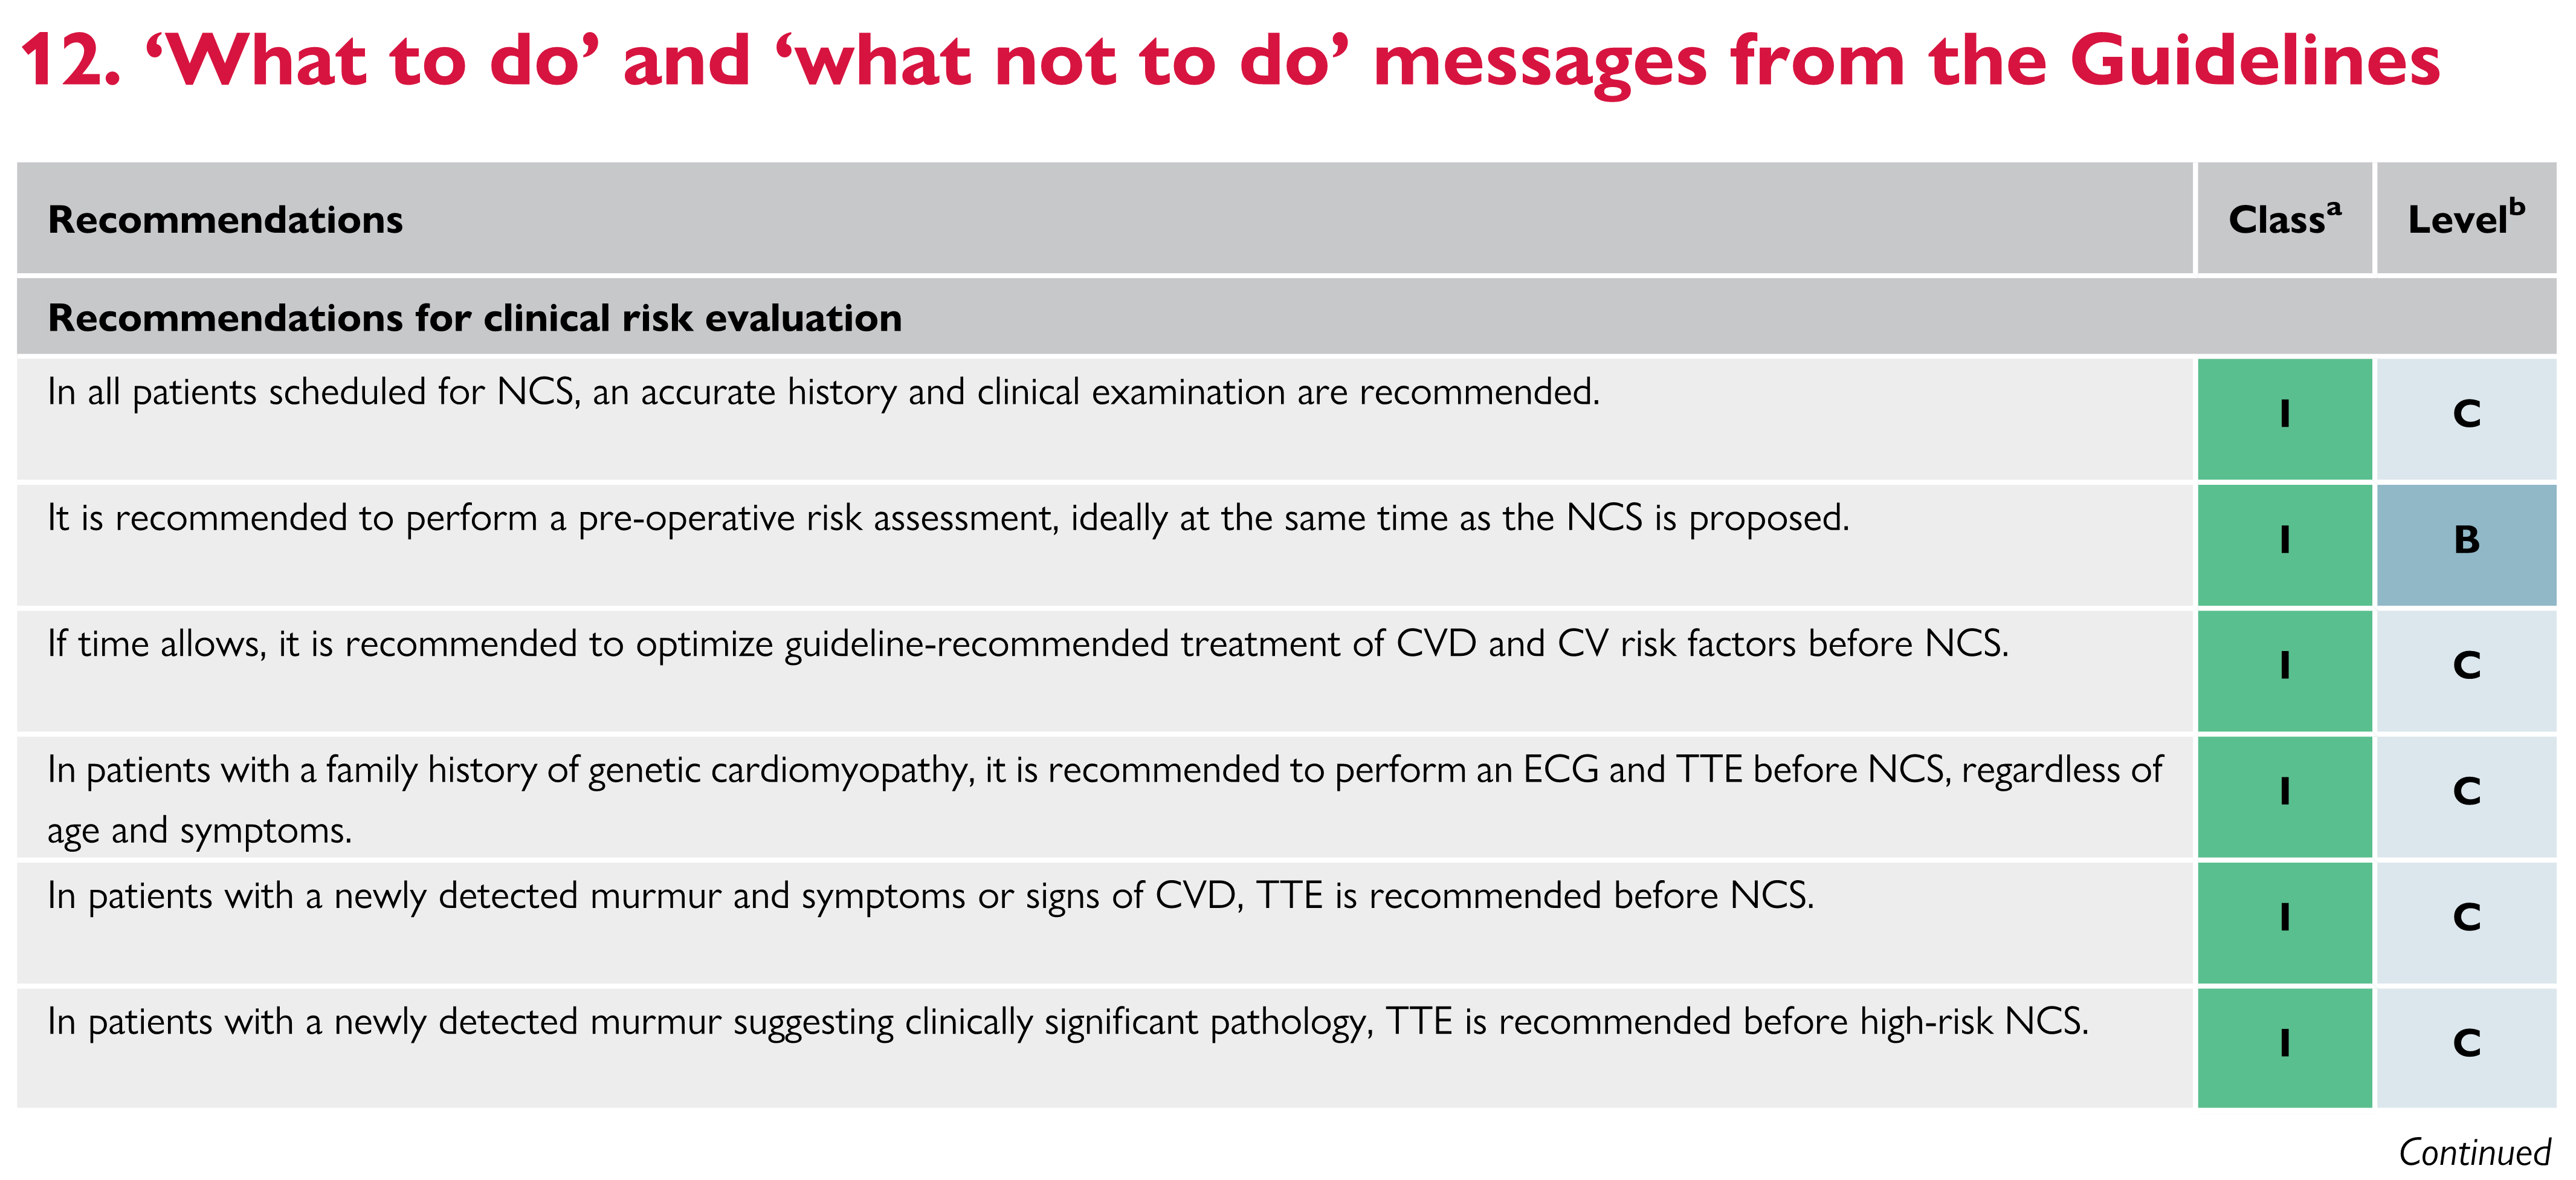 12. ‘What to do’ and ‘what not to do’ messages from the Guidelines
Recommendations Classa Levelb
Recommendations for clinical risk evaluation
In all patients scheduled for NCS, an accurate history and clinical examination are recommended. I C
It is recommended to perform a pre-operative risk assessment, ideally at the same time as the NCS is proposed. I B
If time allows, it is recommended to optimize guideline-recommended treatment of CVD and CV risk factors before NCS. I C
In patients with a family history of genetic cardiomyopathy, it is recommended to perform an ECG and TTE before NCS, regardless of
age and symptoms. I C
In patients with a newly detected murmur and symptoms or signs of CVD, TTE is recommended before NCS. I C
In patients with a newly detected murmur suggesting clinically significant pathology, TTE is recommended before high-risk NCS. I C
Continued